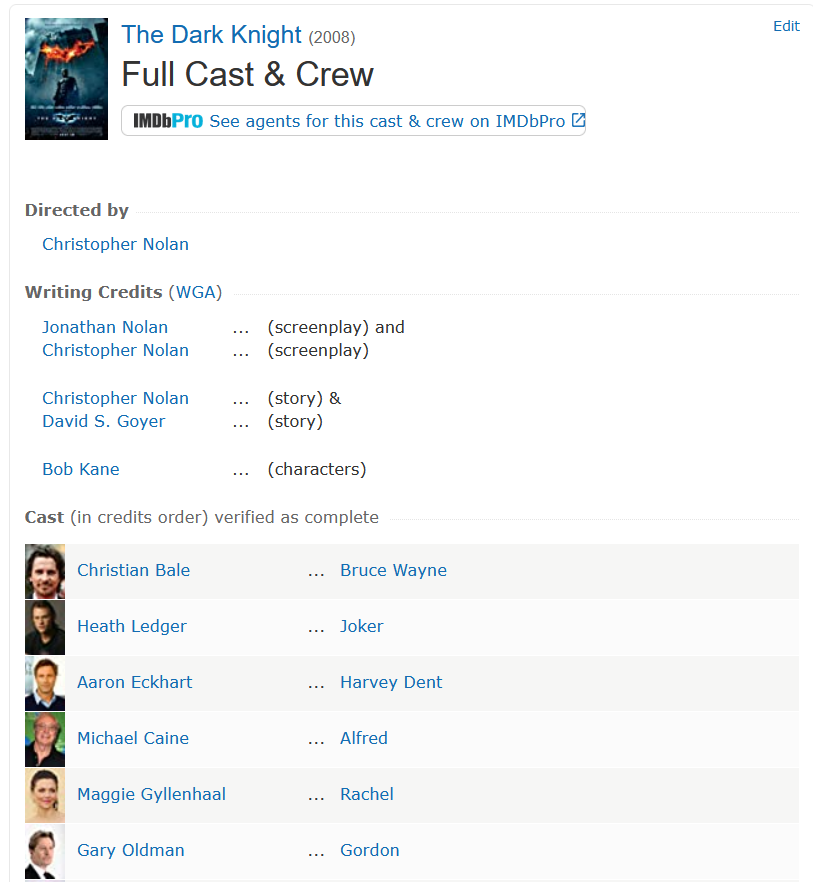 The Dark Knight (2008)
Edit
Full Cast & Crew
IMDbPro See agents for this cast & crew on IMDbPro
Directed by
Christopher Nolan
Writing Credits (WGA)
Jonathan Nolan ... (screenplay) and
Christopher Nolan ... (screenplay)
Christopher Nolan ... (story) &
David S. Goyer ... (story)
Bob Kane ... (characters)
Cast (in credits order) verified as complete
Christian Bale ... Bruce Wayne
Heath Ledger ... Joker
Aaron Eckhart ... Harvey Dent
Michael Caine ... Alfred
Maggie Gyllenhaal ... Rachel
Gary Oldman ... Gordon